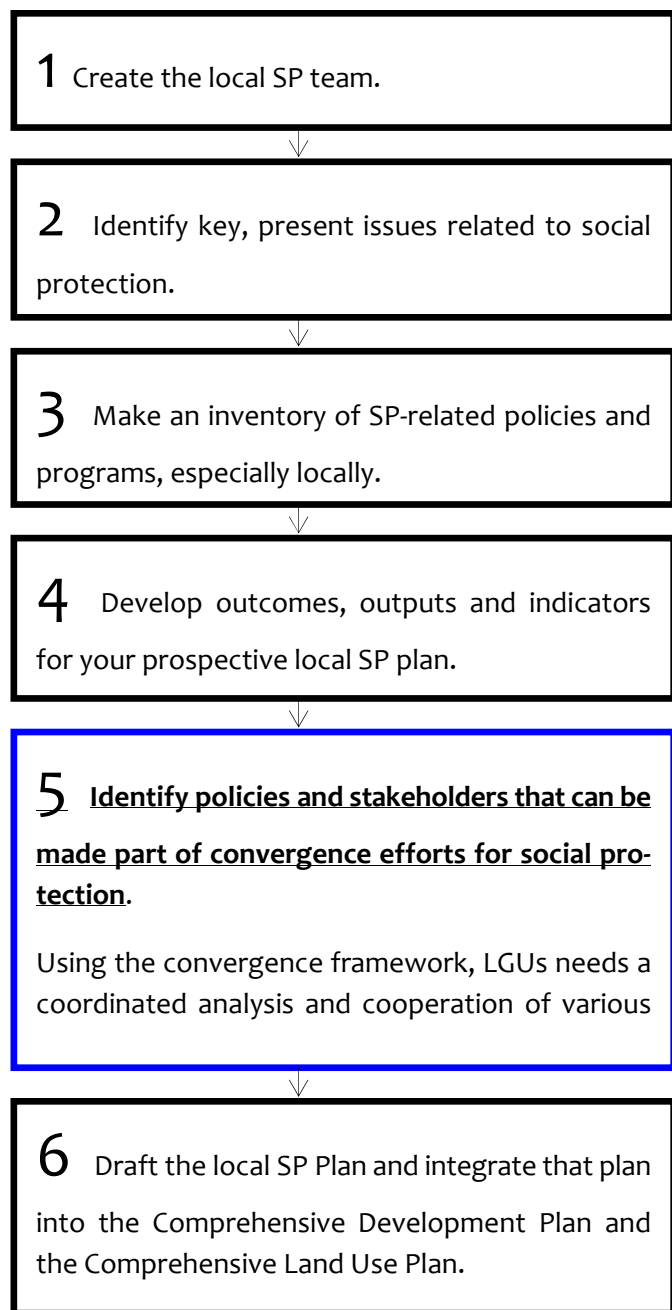 1 Create the local SP team.
2 Identify key, present issues related to social
protection.
3 Make an inventory of SP-related policies and
programs, especially locally.
4 Develop outcomes, outputs and indicators
for your prospective local SP plan.
5 Identify policies and stakeholders that can be
made part of convergence efforts for social pro-
tection.
Using the convergence framework, LGUs needs a
coordinated analysis and cooperation of various
6 Draft the local SP Plan and integrate that plan
into the Comprehensive Development Plan and
the Comprehensive Land Use Plan.